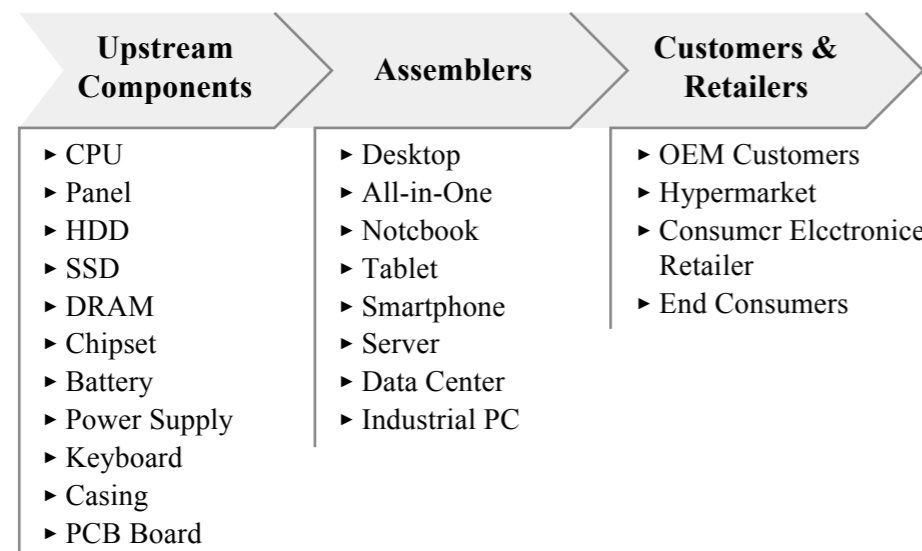 Upstream
Components
Assemblers
Customers &
Retailers
► CPU
► Panel
► HDD
► SSD
► DRAM
► Chipset
► Battery
► Power Supply
► Keyboard
► Casing
► PCB Board
► Desktop
► All-in-One
► Notcbook
► Tablet
► Smartphone
► Server
► Data Center
► Industrial PC
► OEM Customers
► Hypermarket
► Consumcr Elcctronice
Retailer
► End Consumers